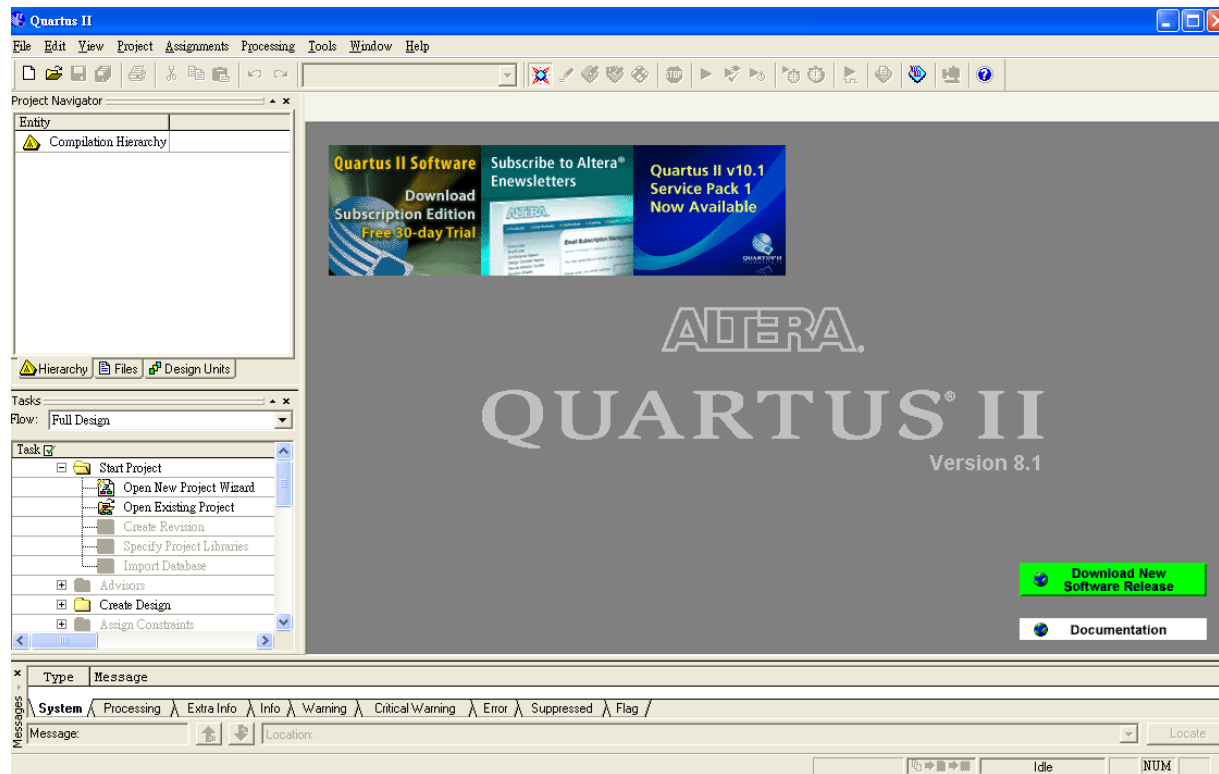 Quartus II
File Edit View Project Assignments Processing Tools Window Help
STOP
Project Navigator
Entity
Compilation Hierarchy
Hierarchy Files Design Units
Tasks
Flow: Full Design
Task
Start Project
Open New Project Wizard
Open Existing Project
Create Revision
Specify Project Libraries
Import Database
Advisors
Create Design
Assign Constraints
Quartus II Software
Download
Subscription Edition
Free 30-day Trial
Subscribe to Altera®
Enewsletters
ALTERA
Quartus II v10.1
Service Pack 1
Now Available
QUARTUS II
ALTERA.
QUARTUS® II
Version 8.1
Download New
Software Release
Documentation
Type Message
System Processing Extra Info Info Warning Critical Warning Error Suppressed Flag
Messages
Message: Location: Locate
Idle NUM